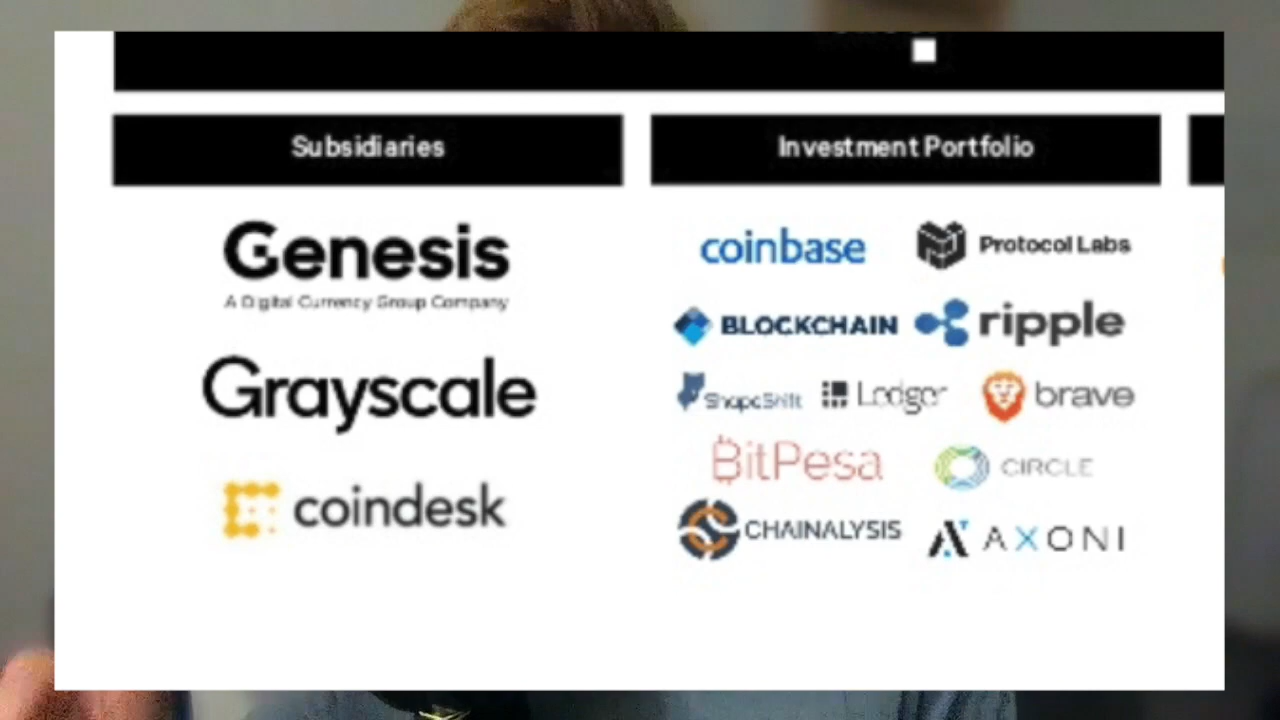 Subsidiaries
Genesis
A Digital Currency Group Company
Grayscale
coindesk
Investment Portfolio
coinbase
Protocol Labs
BLOCKCHAIN
ripple
ShapeShift
Ledger
brave
BitPesa
CIRCLE
CHAINALYSIS
AXONI